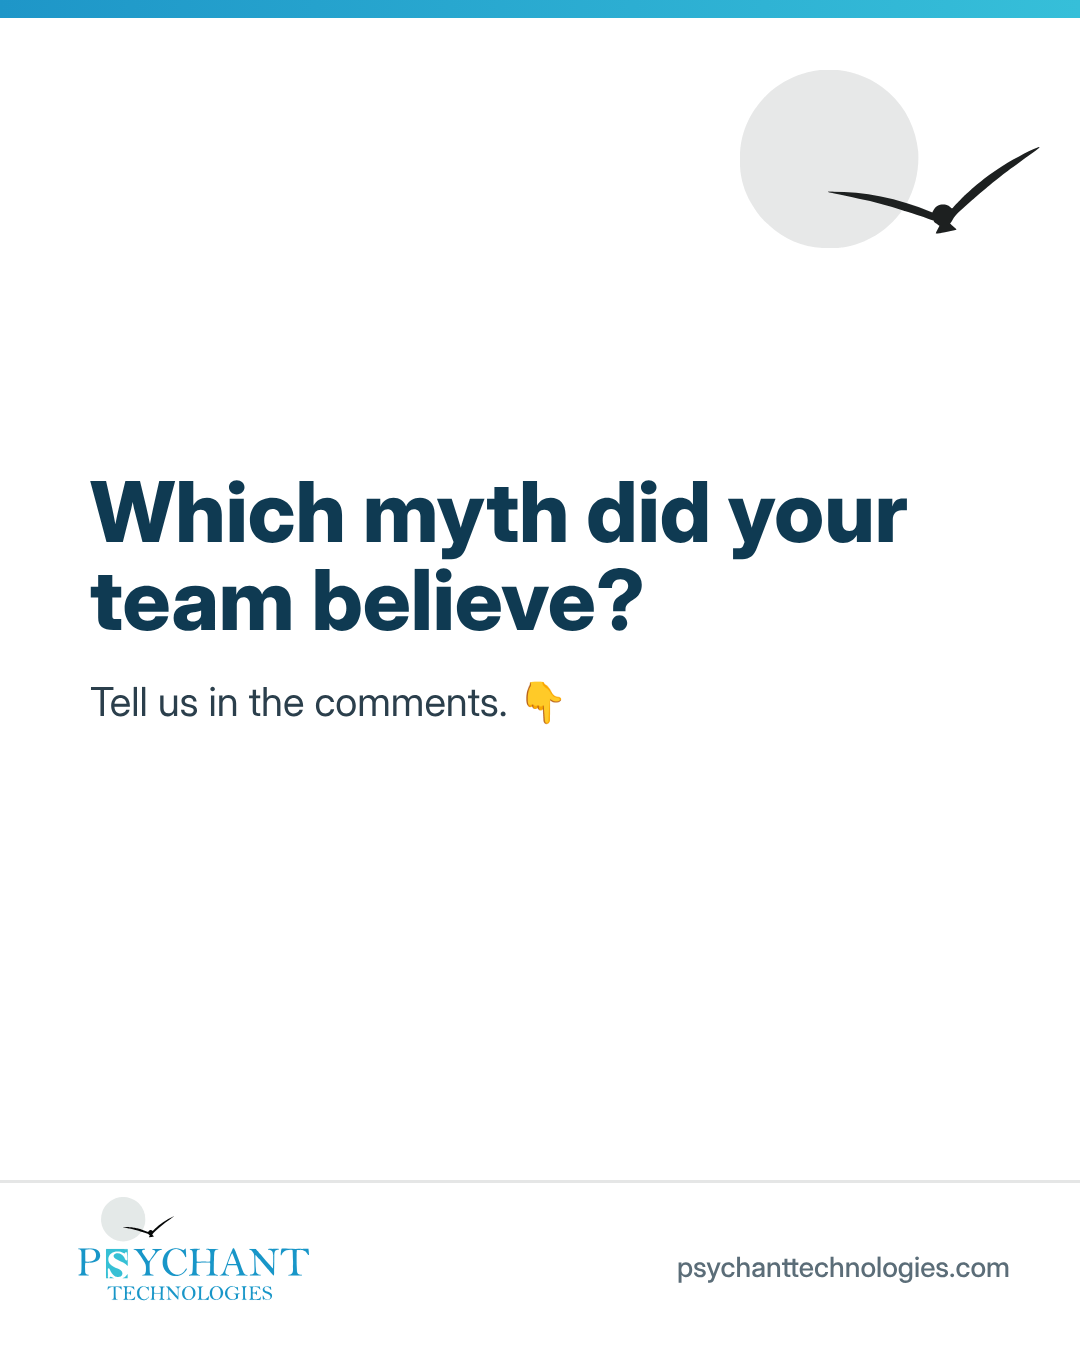 Which myth did your
team believe?
Tell us in the comments. 👇
PSYCHANT
TECHNOLOGIES
psychanttechnologies.com